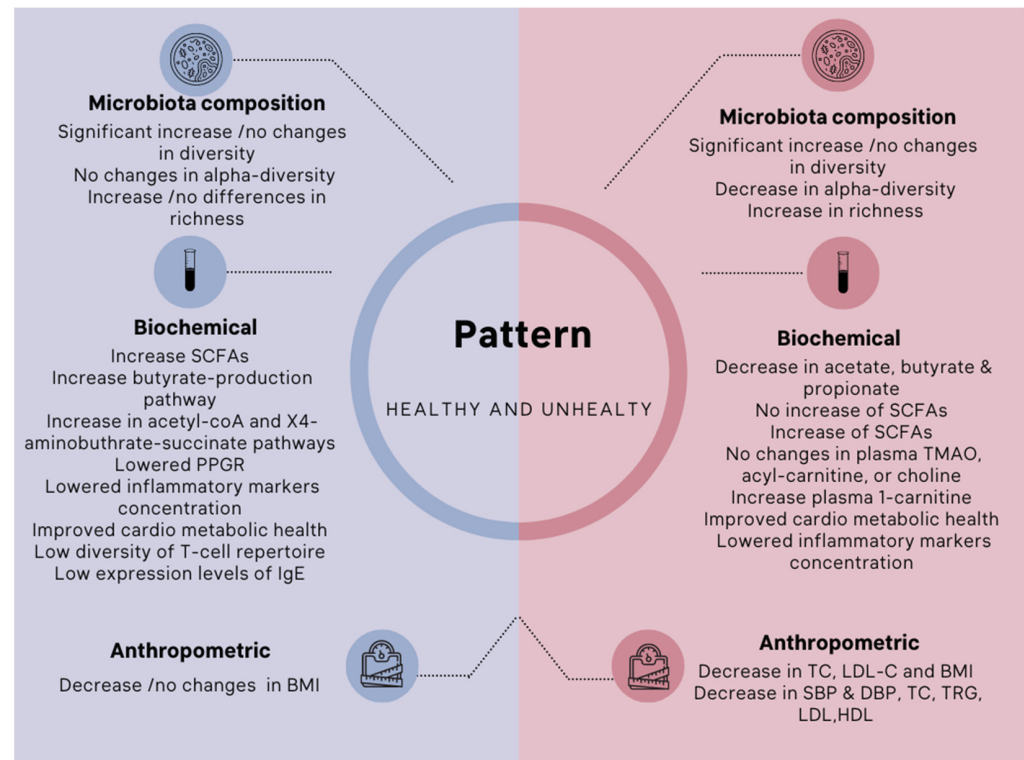 Microbiota composition
Significant increase /no changes
in diversity
No changes in alpha-diversity
Increase /no differences in
richness
Biochemical
Increase SCFAs
Increase butyrate-production
pathway
Increase in acetyl-coA and X4-
aminobuthrate-succinate pathways
Lowered PPGR
Lowered inflammatory markers
concentration
Improved cardio metabolic health
Low diversity of T-cell repertoire
Low expression levels of IgE
Anthropometric
Decrease /no changes in BMI
Pattern
HEALTHY AND UNHEALTY
Microbiota composition
Significant increase /no changes
in diversity
Decrease in alpha-diversity
Increase in richness
Biochemical
Decrease in acetate, butyrate &
propionate
No increase of SCFAs
Increase of SCFAs
No changes in plasma TMAO,
acyl-carnitine, or choline
Increase plasma 1-carnitine
Improved cardio metabolic health
Lowered inflammatory markers
concentration
Anthropometric
Decrease in TC, LDL-C and BMI
Decrease in SBP & DBP, TC, TRG,
LDL,HDL